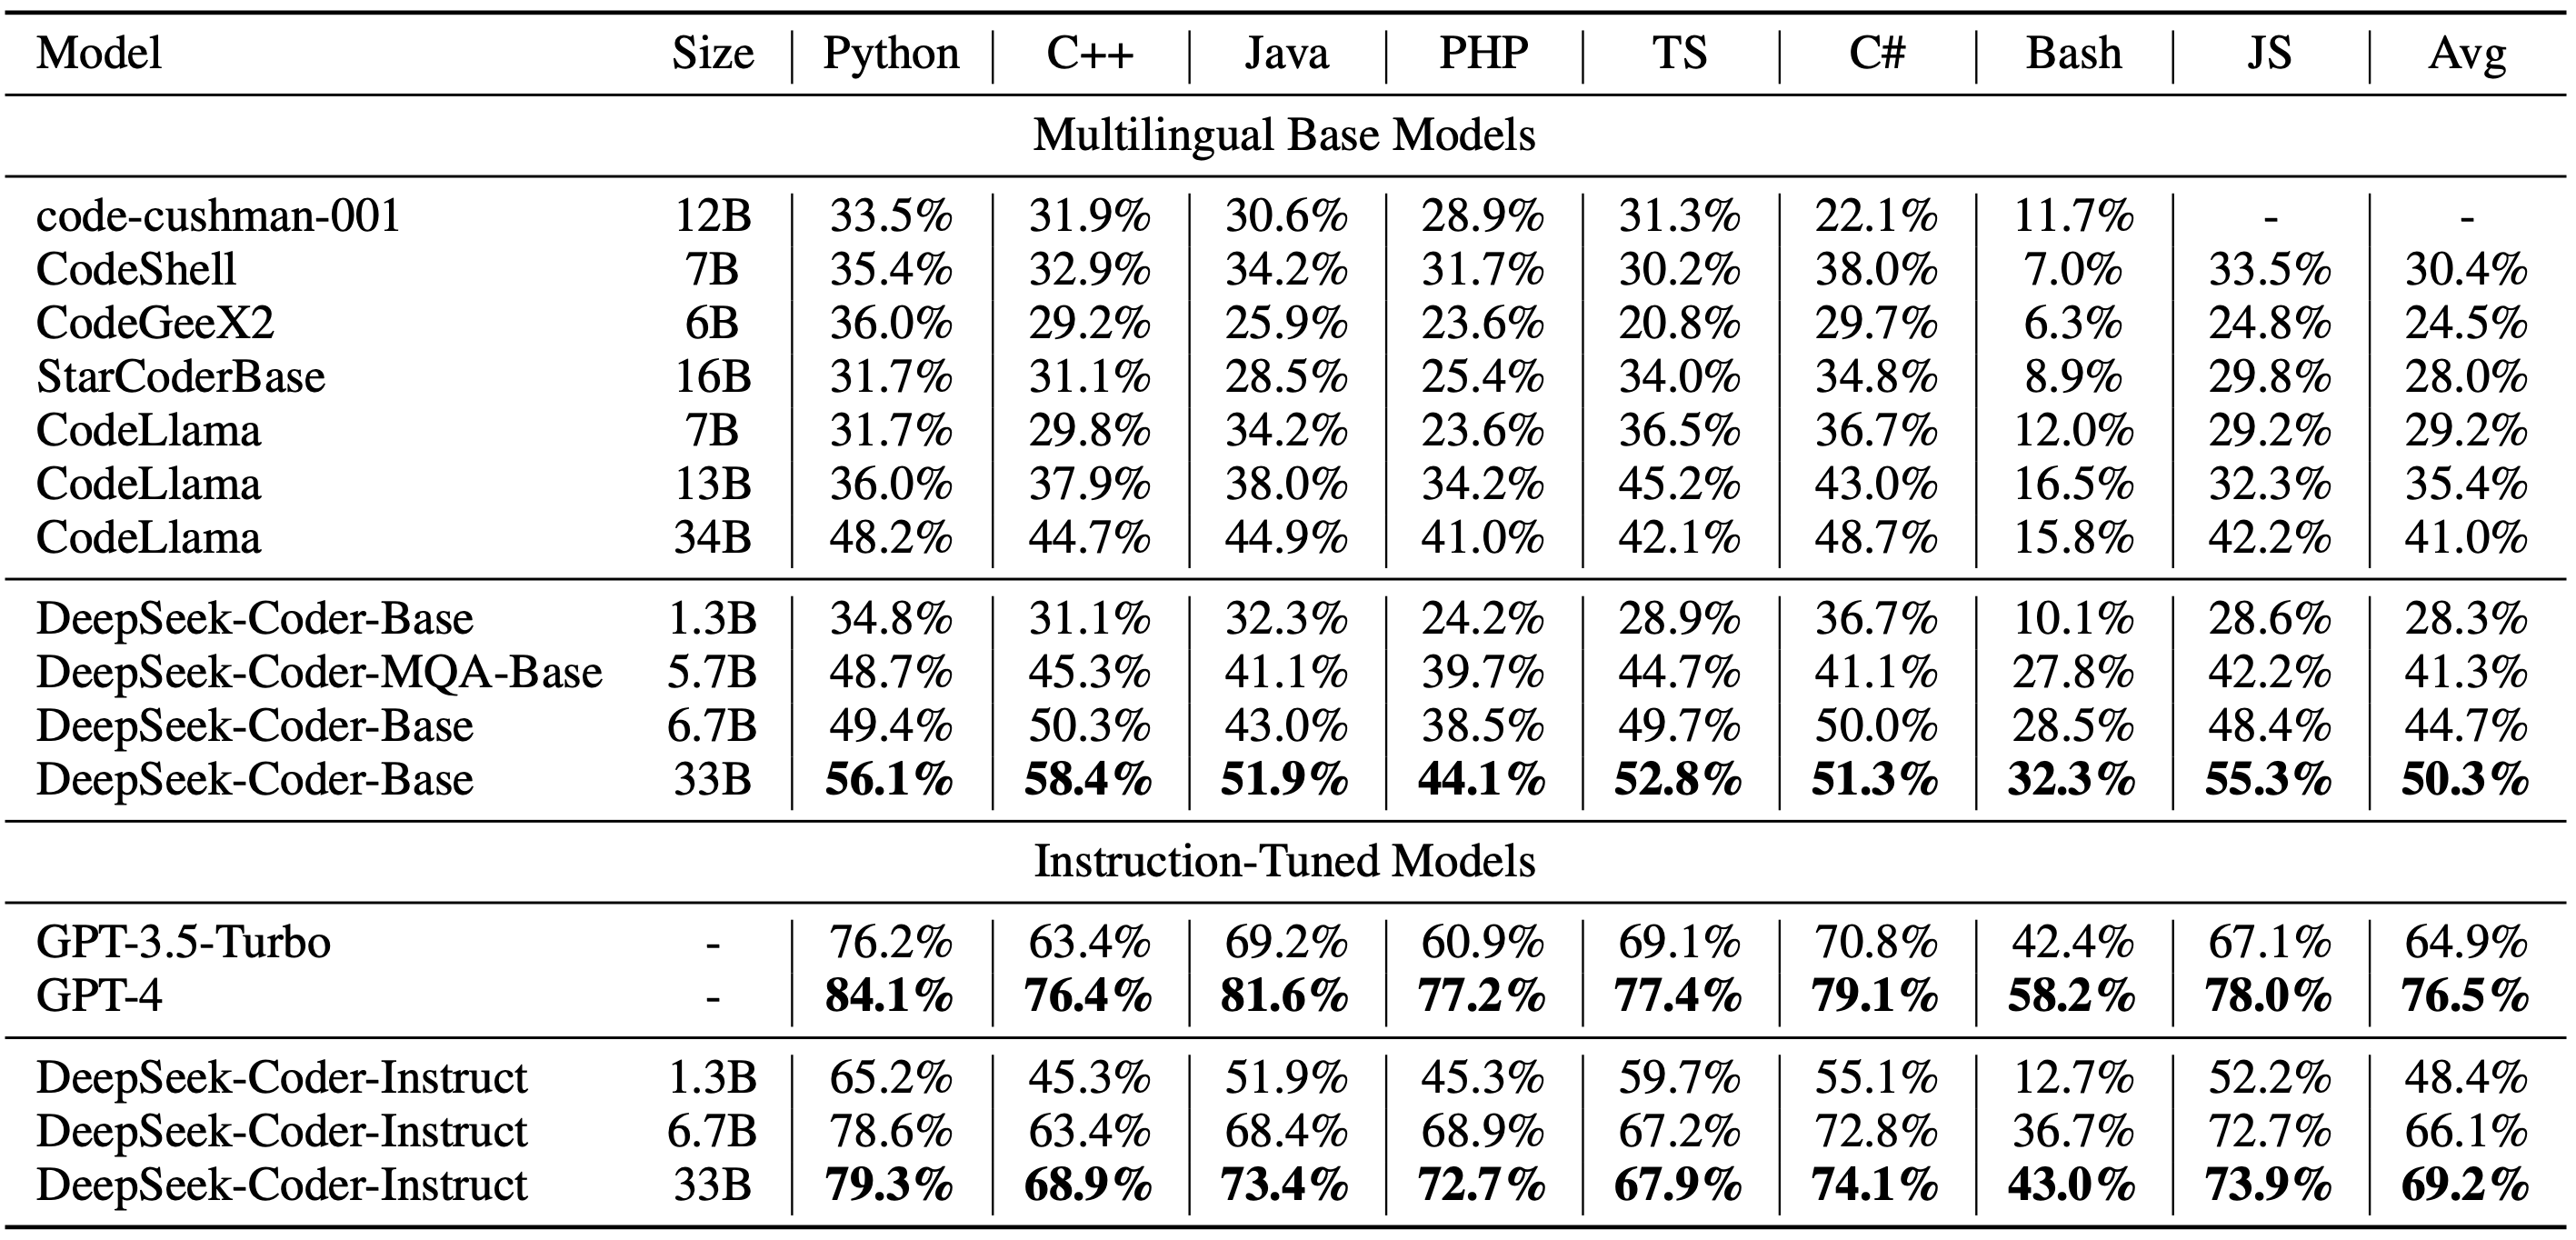 Model Size Python C++ Java PHP TS C# Bash JS Avg
Multilingual Base Models
code-cushman-001 12B 33.5% 31.9% 30.6% 28.9% 31.3% 22.1% 11.7% - -
CodeShell 7B 35.4% 32.9% 34.2% 31.7% 30.2% 38.0% 7.0% 33.5% 30.4%
CodeGeeX2 6B 36.0% 29.2% 25.9% 23.6% 20.8% 29.7% 6.3% 24.8% 24.5%
StarCoderBase 16B 31.7% 31.1% 28.5% 25.4% 34.0% 34.8% 8.9% 29.8% 28.0%
CodeLlama 7B 31.7% 29.8% 34.2% 23.6% 36.5% 36.7% 12.0% 29.2% 29.2%
CodeLlama 13B 36.0% 37.9% 38.0% 34.2% 45.2% 43.0% 16.5% 32.3% 35.4%
CodeLlama 34B 48.2% 44.7% 44.9% 41.0% 42.1% 48.7% 15.8% 42.2% 41.0%
DeepSeek-Coder-Base 1.3B 34.8% 31.1% 32.3% 24.2% 28.9% 36.7% 10.1% 28.6% 28.3%
DeepSeek-Coder-MQA-Base 5.7B 48.7% 45.3% 41.1% 39.7% 44.7% 41.1% 27.8% 42.2% 41.3%
DeepSeek-Coder-Base 6.7B 49.4% 50.3% 43.0% 38.5% 49.7% 50.0% 28.5% 48.4% 44.7%
DeepSeek-Coder-Base 33B 56.1% 58.4% 51.9% 44.1% 52.8% 51.3% 32.3% 55.3% 50.3%
Instruction-Tuned Models
GPT-3.5-Turbo - 76.2% 63.4% 69.2% 60.9% 69.1% 70.8% 42.4% 67.1% 64.9%
GPT-4 - 84.1% 76.4% 81.6% 77.2% 77.4% 79.1% 58.2% 78.0% 76.5%
DeepSeek-Coder-Instruct 1.3B 65.2% 45.3% 51.9% 45.3% 59.7% 55.1% 12.7% 52.2% 48.4%
DeepSeek-Coder-Instruct 6.7B 78.6% 63.4% 68.4% 68.9% 67.2% 72.8% 36.7% 72.7% 66.1%
DeepSeek-Coder-Instruct 33B 79.3% 68.9% 73.4% 72.7% 67.9% 74.1% 43.0% 73.9% 69.2%